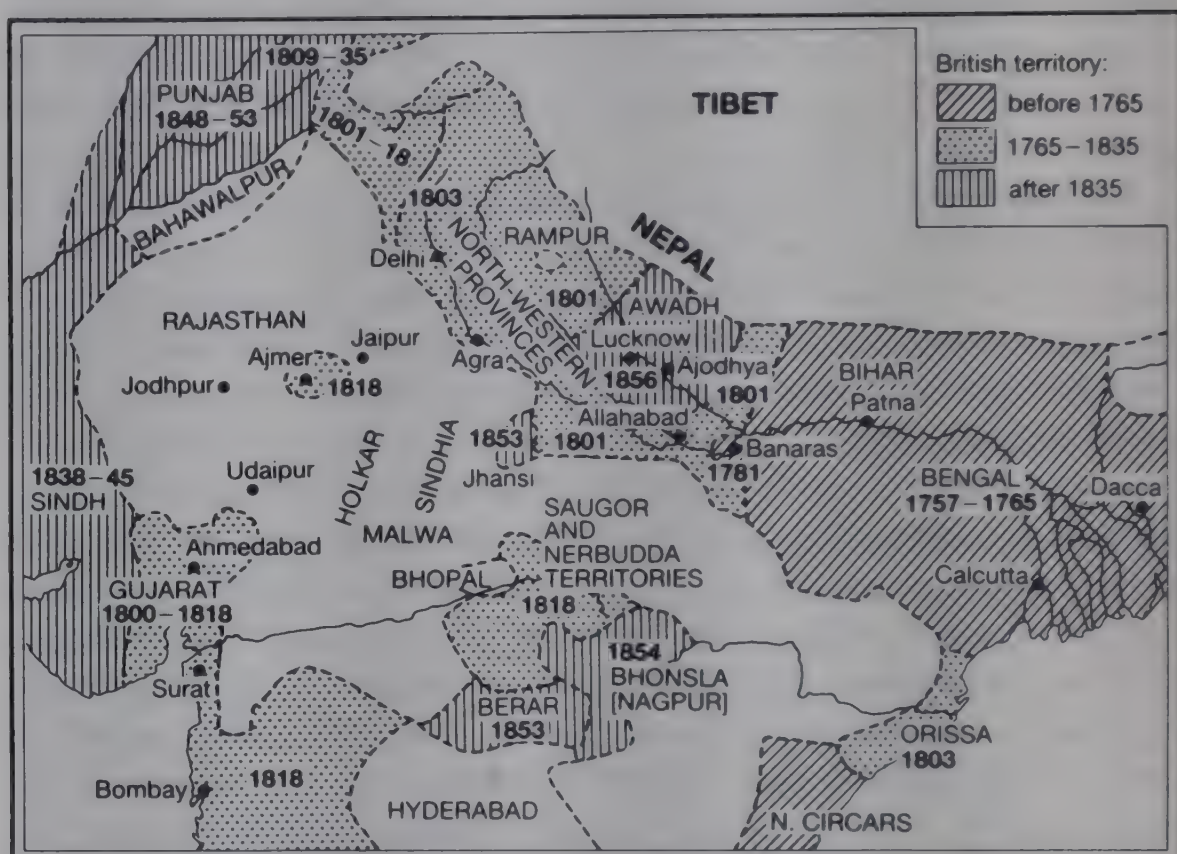 British territory:
before 1765
1765–1835
after 1835
TIBET
1809–35
PUNJAB
1848–53
1801–18
BAHAWALPUR
1803
NORTH-WESTERN
PROVINCES
Delhi
RAMPUR
NEPAL
1801
AWADH
RAJASTHAN
Jaipur
Ajmer
1818
Jodhpur
Agra
Lucknow
1856
Ajodhya
1801
BIHAR
Patna
Allahabad
1801
Banaras
1781
1853
Jhansi
BENGAL
1757–1765
Dacca
Calcutta
1838–45
SINDH
Udaipur
HOLKAR
SINDHIA
MALWA
SAUGOR
AND
NERBUDDA
TERRITORIES
1818
BHOPAL
Ahmedabad
GUJARAT
1800–1818
Surat
1854
BHONSLA
[NAGPUR]
BERAR
1853
ORISSA
1803
Bombay
1818
HYDERABAD
N. CIRCARS